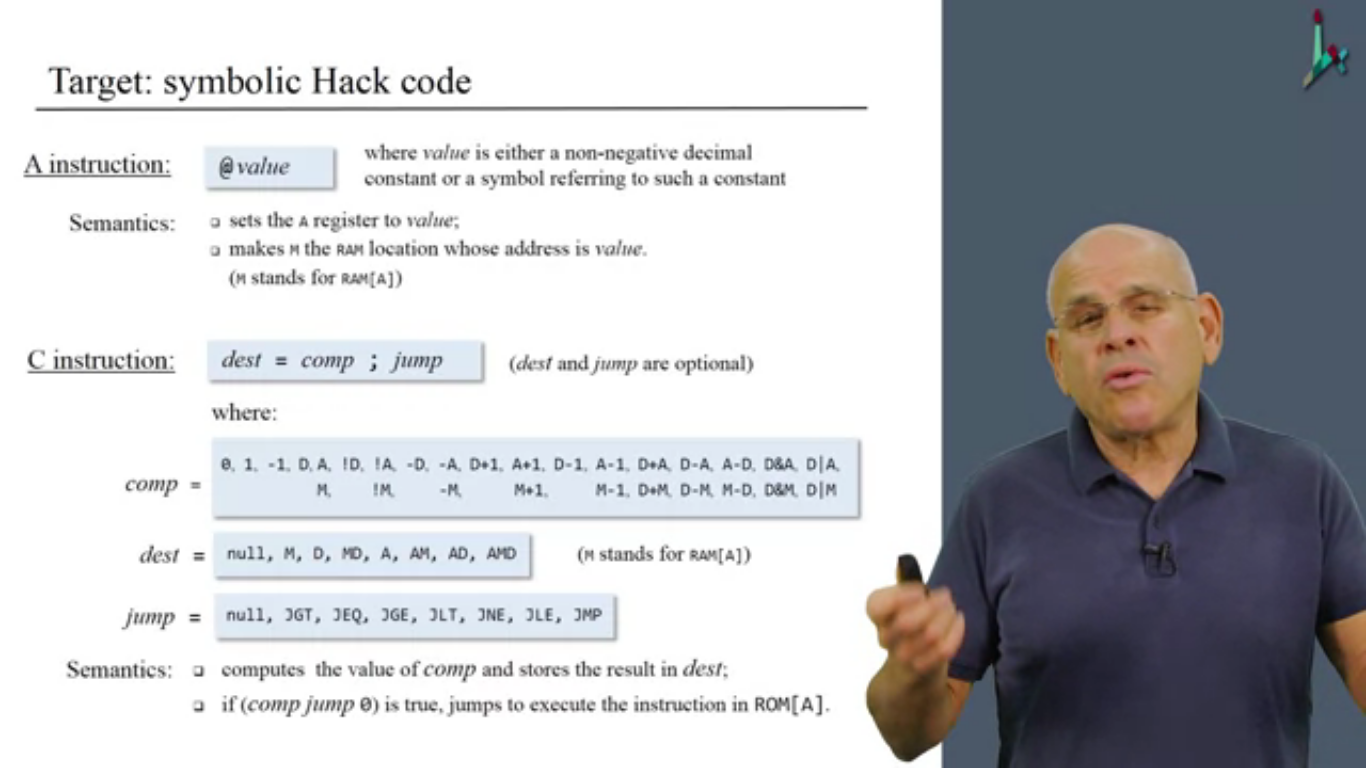 Target: symbolic Hack code
A instruction:
@value
where value is either a non-negative decimal
constant or a symbol referring to such a constant
Semantics:
❑ sets the A register to value;
❑ makes M the RAM location whose address is value.
(M stands for RAM[A])
C instruction:
dest = comp ; jump
(dest and jump are optional)
where:
comp =
0, 1, -1, D, A, !D, !A, -D, -A, D+1, A+1, D-1, A-1, D+A, D-A, A-D, D&A, D|A,
M, !M, -M, M+1, M-1, D+M, D-M, M-D, D&M, D|M
dest =
null, M, D, MD, A, AM, AD, AMD
(M stands for RAM[A])
jump =
null, JGT, JEQ, JGE, JLT, JNE, JLE, JMP
Semantics:
❑ computes the value of comp and stores the result in dest;
❑ if (comp jump 0) is true, jumps to execute the instruction in ROM[A].